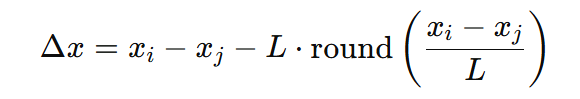 Δx = x_i − x_j − L · round( (x_i − x_j) / L )